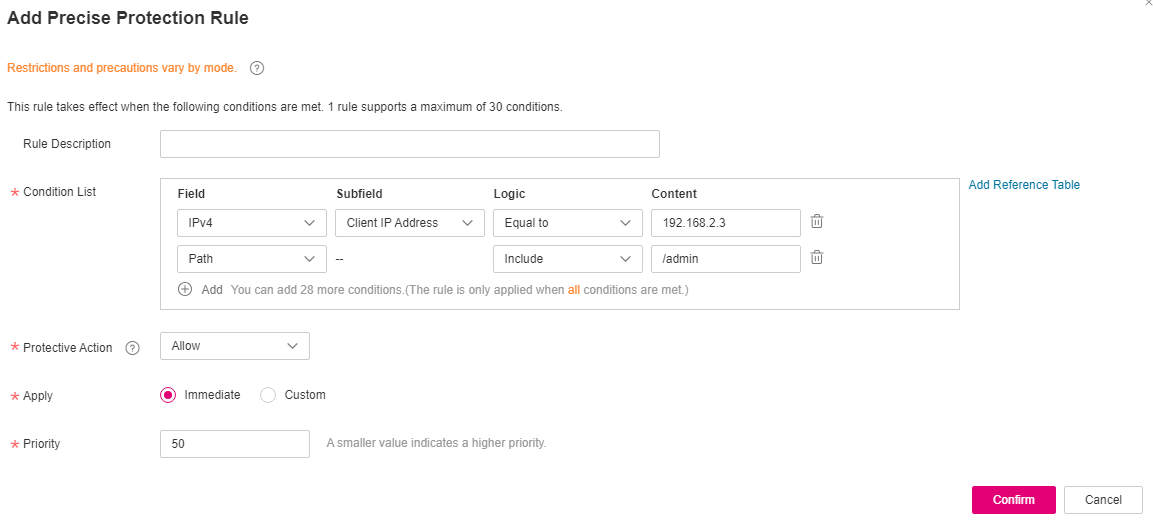 Add Precise Protection Rule
Restrictions and precautions vary by mode. ?
This rule takes effect when the following conditions are met. 1 rule supports a maximum of 30 conditions.
Rule Description
* Condition List
Field Subfield Logic Content
Add Reference Table
IPv4 Client IP Address Equal to 192.168.2.3
Path -- Include /admin
Add You can add 28 more conditions.(The rule is only applied when all conditions are met.)
* Protective Action ? Allow
* Apply Immediate Custom
* Priority 50 A smaller value indicates a higher priority.
Confirm Cancel